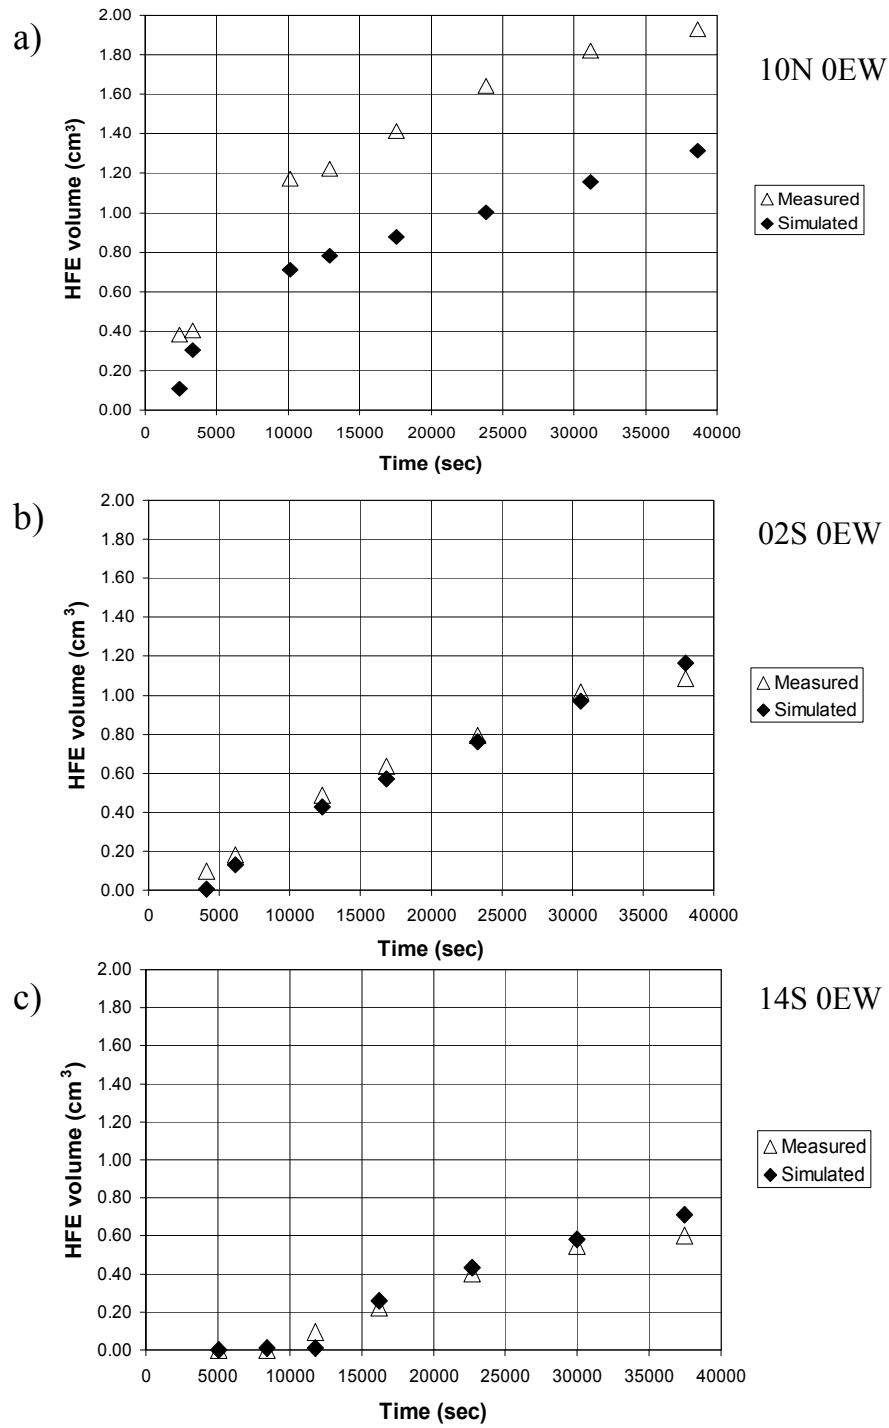 a)
10N 0EW
2.00
1.80
1.60
1.40
1.20
1.00
0.80
0.60
0.40
0.20
0.00
HFE volume (cm³)
0 5000 10000 15000 20000 25000 30000 35000 40000
Time (sec)
Measured
Simulated
b)
02S 0EW
2.00
1.80
1.60
1.40
1.20
1.00
0.80
0.60
0.40
0.20
0.00
HFE volume (cm³)
0 5000 10000 15000 20000 25000 30000 35000 40000
Time (sec)
Measured
Simulated
c)
14S 0EW
2.00
1.80
1.60
1.40
1.20
1.00
0.80
0.60
0.40
0.20
0.00
HFE volume (cm³)
0 5000 10000 15000 20000 25000 30000 35000 40000
Time (sec)
Measured
Simulated